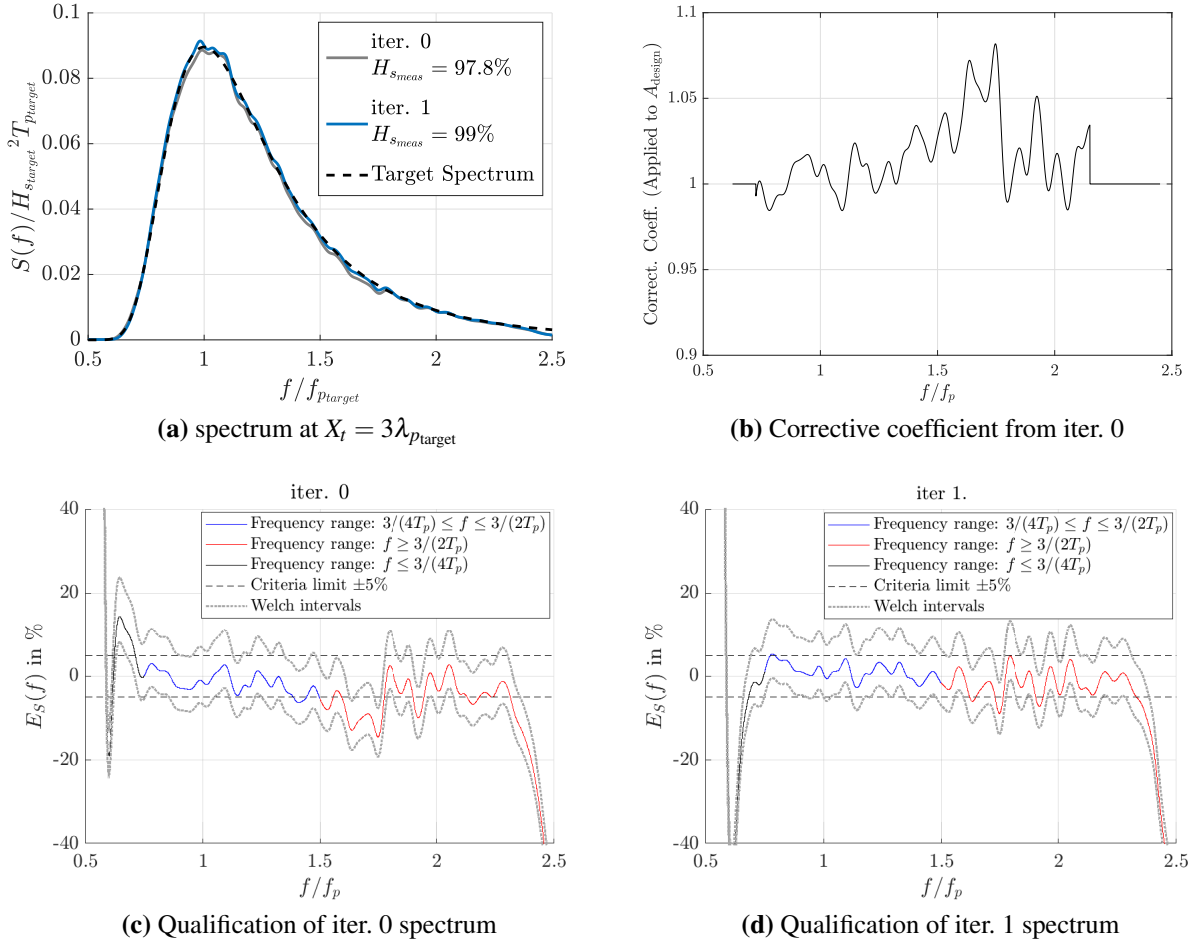 0.1
0.08
0.06
0.04
0.02
0
0.5
1
1.5
2
2.5
S(f)/H_{s_{target}}^2T_{p_{target}}
f/f_{p_{target}}
iter. 0
H_{s_{meas}} = 97.8%
iter. 1
H_{s_{meas}} = 99%
Target Spectrum
(a) spectrum at X_t = 3λ_{p_{target}}
1.1
1.05
1
0.95
0.9
0.5
1
1.5
2
2.5
Correct. Coeff. (Applied to A_{design})
f/f_p
(b) Corrective coefficient from iter. 0
iter. 0
40
20
0
-20
-40
0.5
1
1.5
2
2.5
E_S(f) in %
f/f_p
Frequency range: 3/(4T_p) ≤ f ≤ 3/(2T_p)
Frequency range: f ≥ 3/(2T_p)
Frequency range: f ≤ 3/(4T_p)
Criteria limit ±5%
Welch intervals
(c) Qualification of iter. 0 spectrum
iter 1.
40
20
0
-20
-40
0.5
1
1.5
2
2.5
E_S(f) in %
f/f_p
Frequency range: 3/(4T_p) ≤ f ≤ 3/(2T_p)
Frequency range: f ≥ 3/(2T_p)
Frequency range: f ≤ 3/(4T_p)
Criteria limit ±5%
Welch intervals
(d) Qualification of iter. 1 spectrum